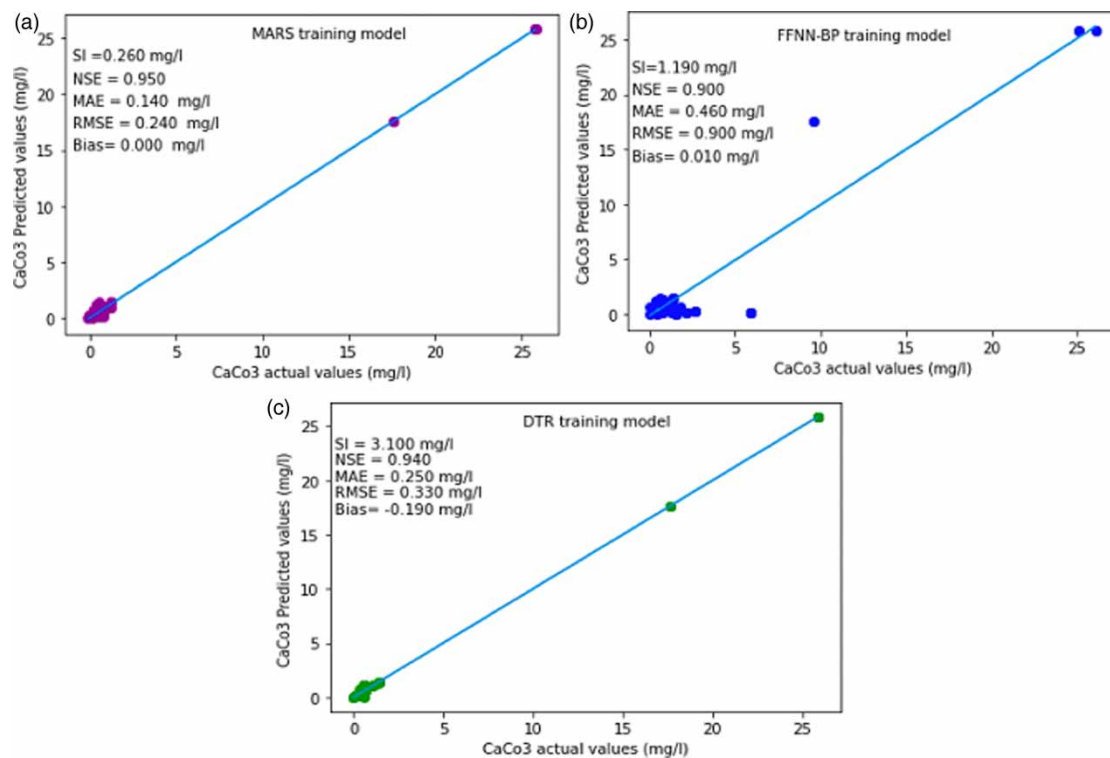 (a)
MARS training model
SI =0.260 mg/l
NSE = 0.950
MAE = 0.140 mg/l
RMSE = 0.240 mg/l
Bias= 0.000 mg/l
CaCo3 Predicted values (mg/l)
25
20
15
10
5
0
0 5 10 15 20 25
CaCo3 actual values (mg/l)
(b)
FFNN-BP training model
SI=1.190 mg/l
NSE = 0.900
MAE = 0.460 mg/l
RMSE = 0.900 mg/l
Bias= 0.010 mg/l
CaCo3 Predicted values (mg/l)
25
20
15
10
5
0
0 5 10 15 20 25
CaCo3 actual values (mg/l)
(c)
DTR training model
SI = 3.100 mg/l
NSE = 0.940
MAE = 0.250 mg/l
RMSE = 0.330 mg/l
Bias= -0.190 mg/l
CaCo3 Predicted values (mg/l)
25
20
15
10
5
0
0 5 10 15 20 25
CaCo3 actual values (mg/l)